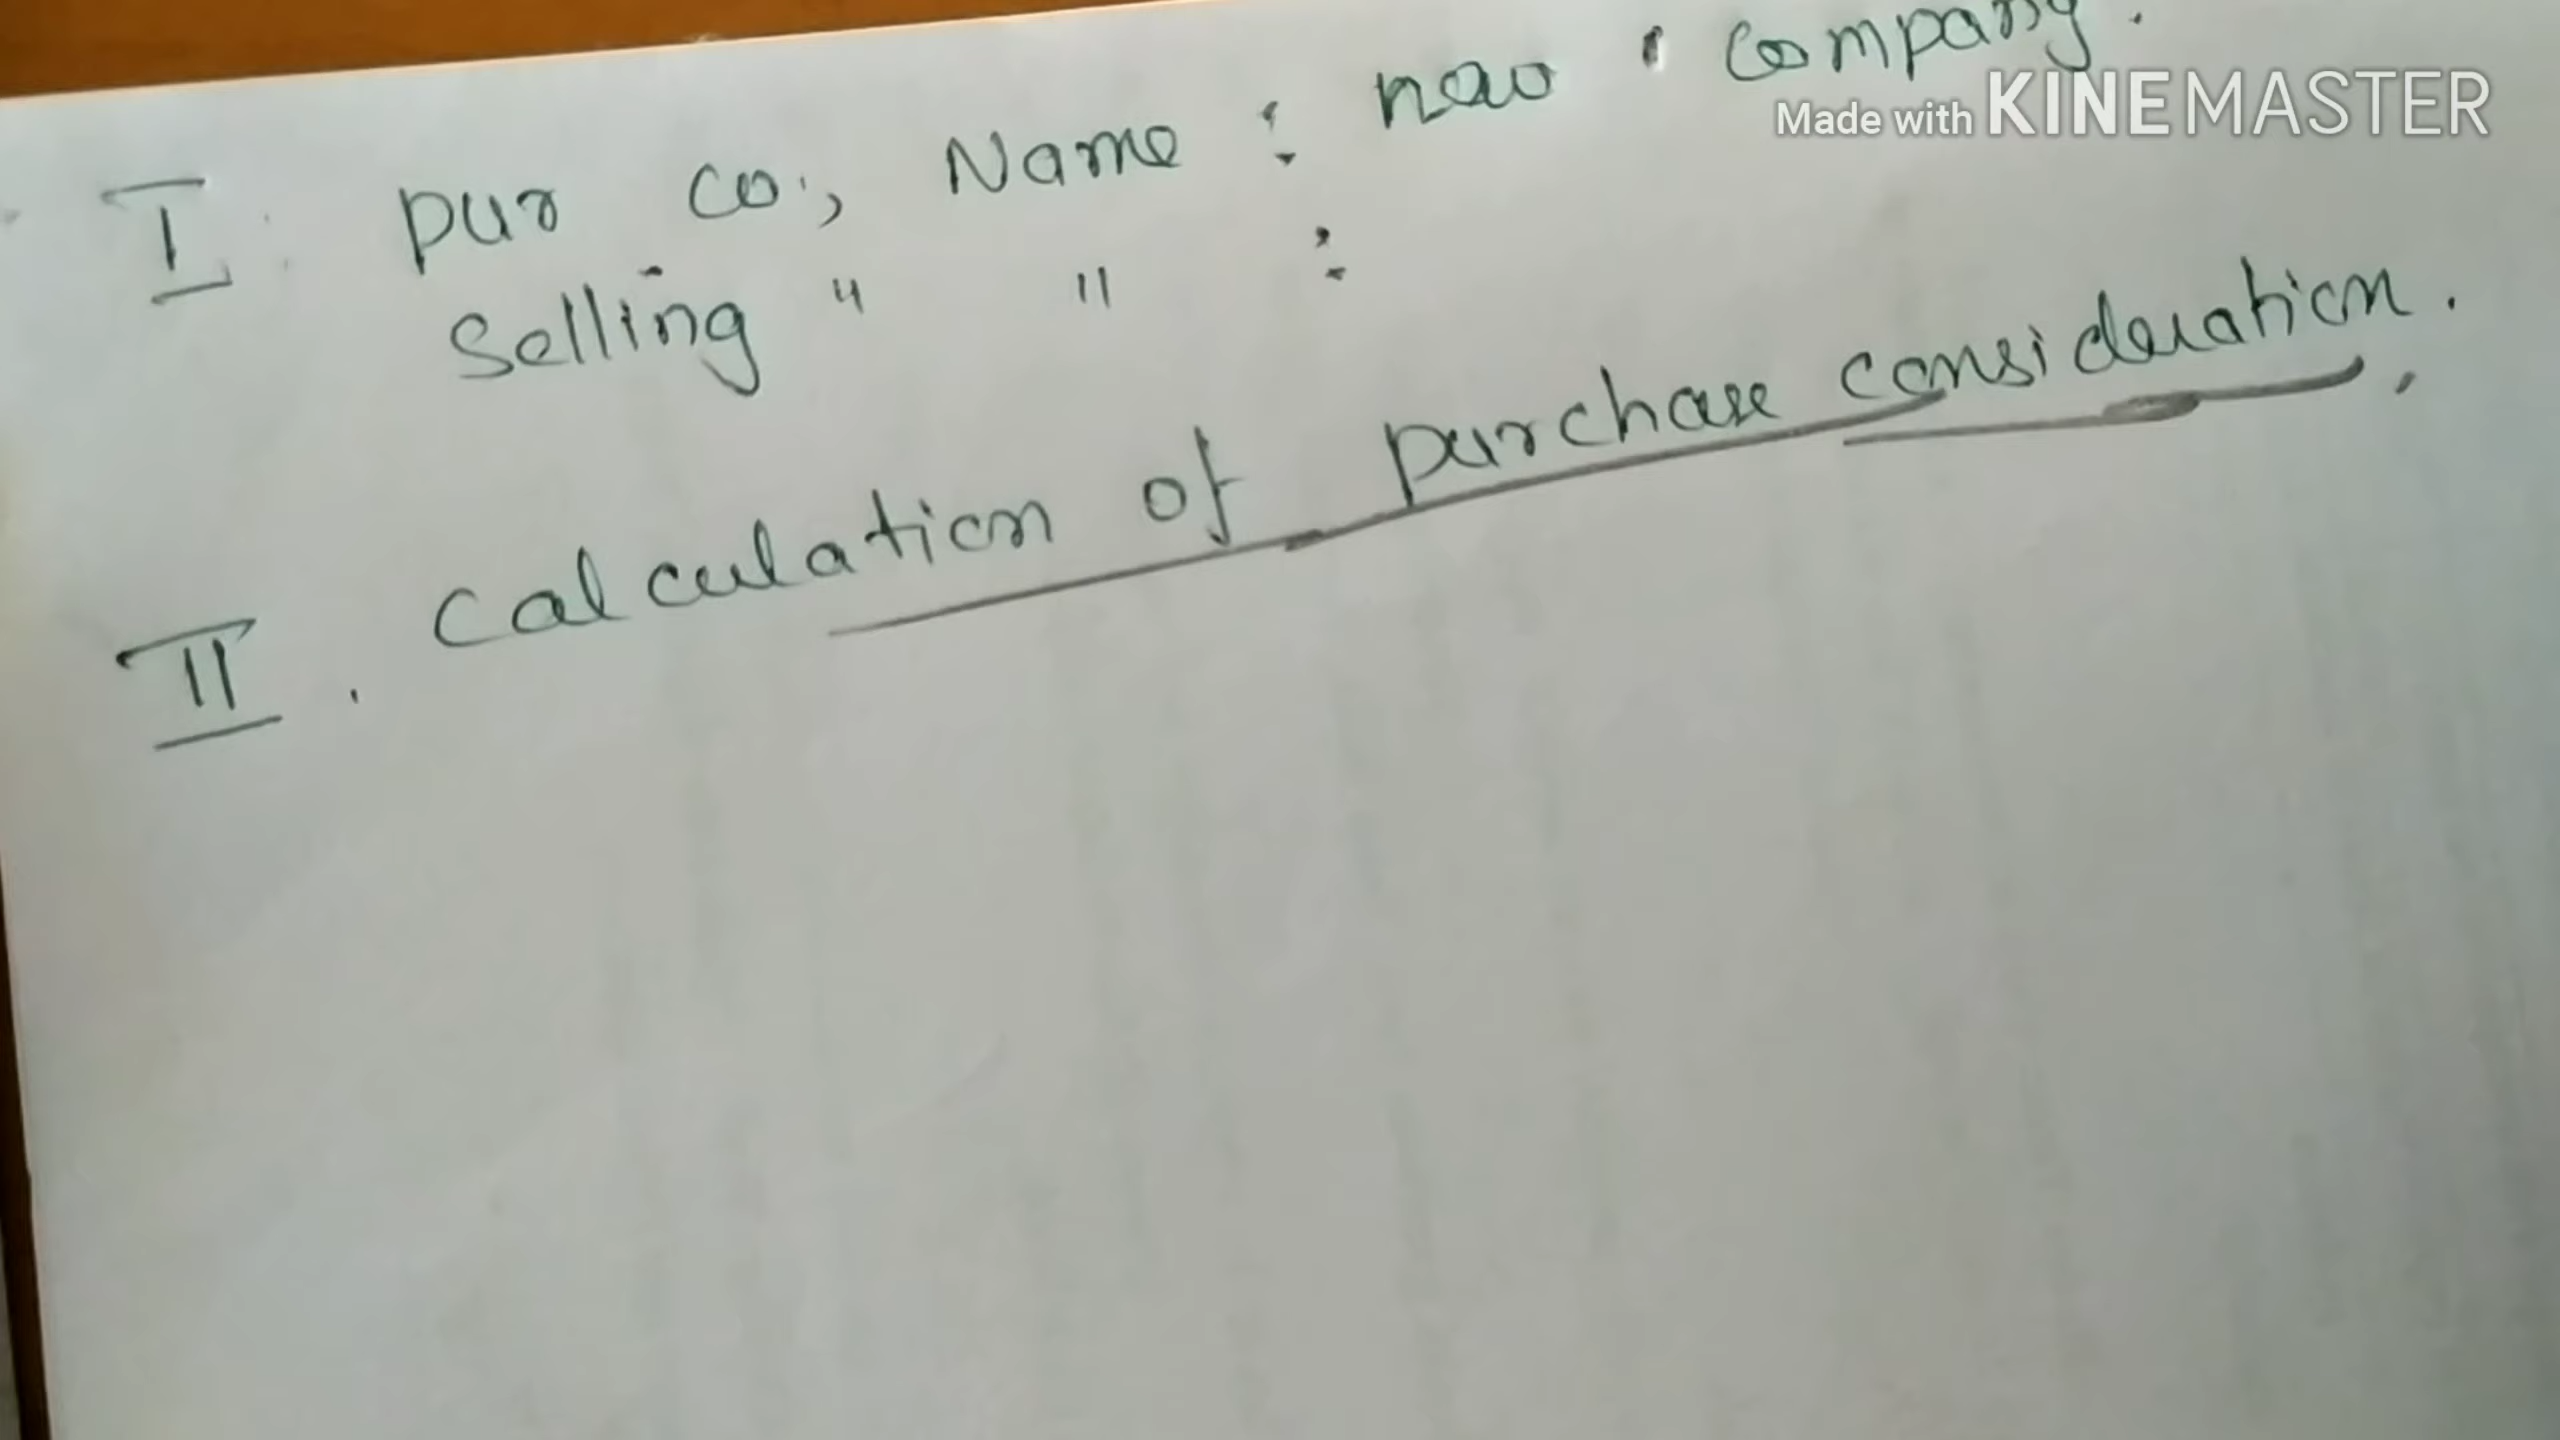 I. pur co., Name : new company.
Made with KINEMASTER
Selling " " :
II. calculation of purchase consideration.